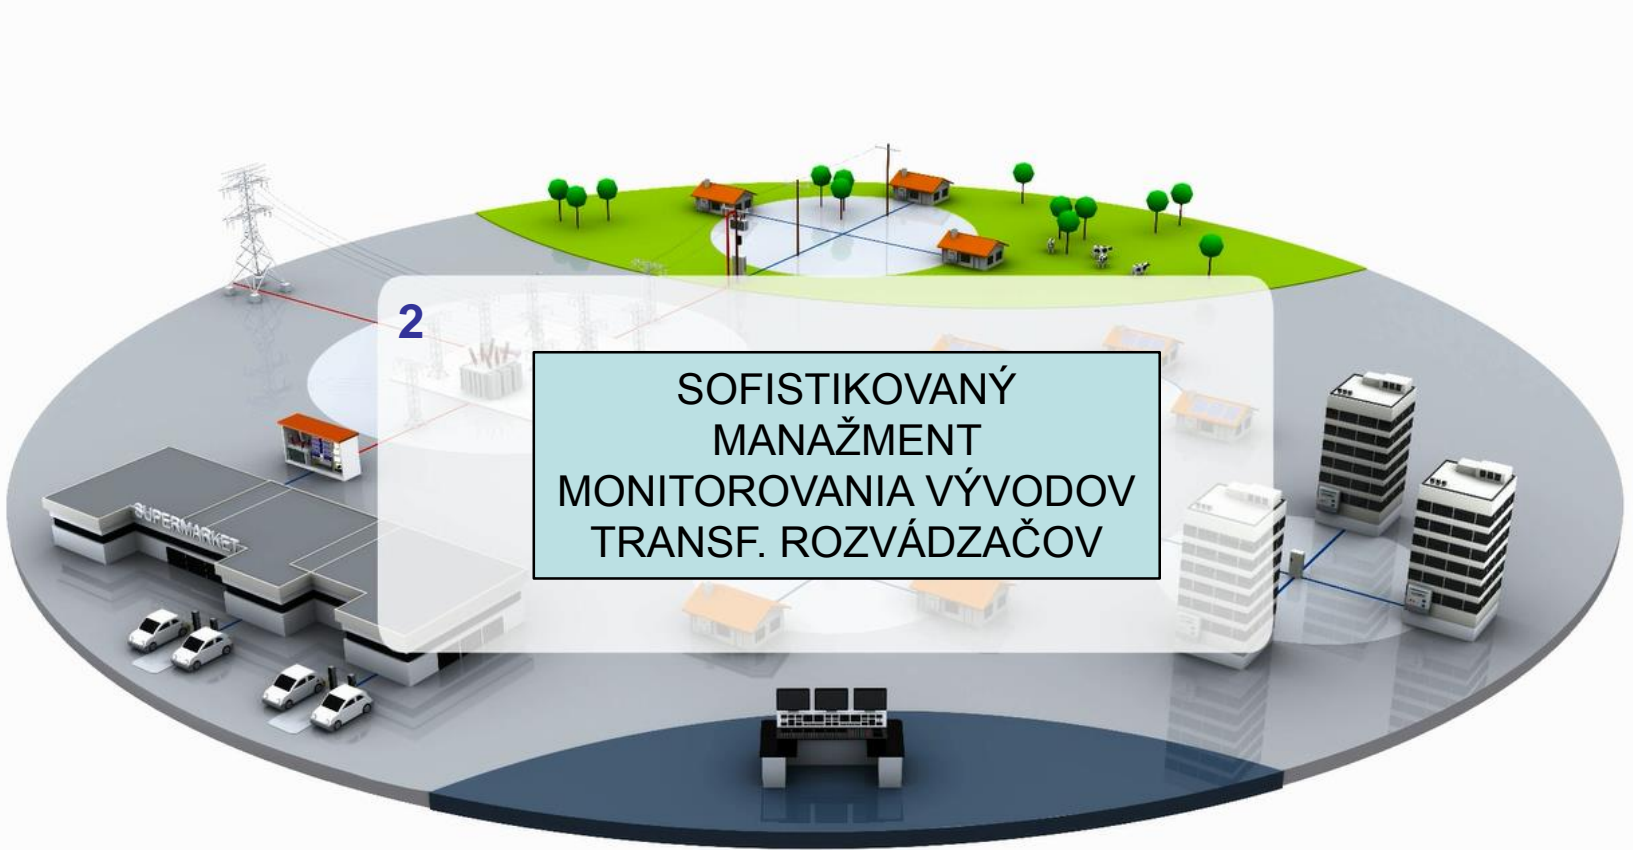 2
SOFISTIKOVANÝ
MANAŽMENT
MONITOROVANIA VÝVODOV
TRANSF. ROZVÁDZAČOV
SUPERMARKET